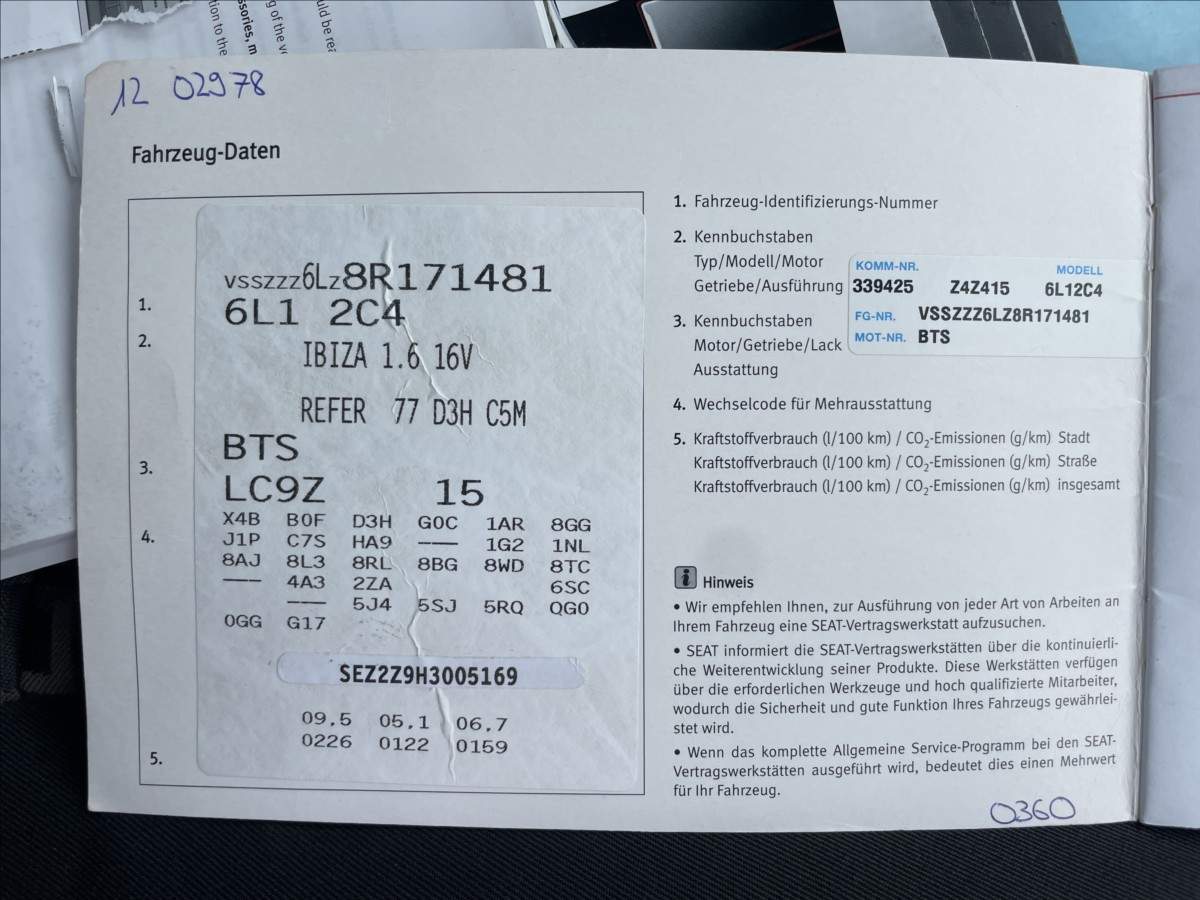 tion to the
ssories, m
g of the v
uld be rea
12 02978
Fahrzeug-Daten
VSSZZZ6LZ8R171481
1.
6L1 2C4
2.
IBIZA 1.6 16V
REFER 77 D3H C5M
BTS
3.
LC9Z 15
X4B B0F D3H G0C 1AR 8GG
4.
J1P C7S HA9 —— 1G2 1NL
8AJ 8L3 8RL 8BG 8WD 8TC
—— 4A3 2ZA 6SC
—— 5J4 5SJ 5RQ QG0
0GG G17
SEZ2Z9H3005169
09.5 05.1 06.7
0226 0122 0159
5.
1. Fahrzeug-Identifizierungs-Nummer
2. Kennbuchstaben
Typ/Modell/Motor
Getriebe/Ausführung
3. Kennbuchstaben
Motor/Getriebe/Lack
Ausstattung
KOMM-NR. MODELL
339425 Z4Z415 6L12C4
FG-NR. VSSZZZ6LZ8R171481
MOT-NR. BTS
4. Wechselcode für Mehrausstattung
5. Kraftstoffverbrauch (l/100 km) / CO₂-Emissionen (g/km) Stadt
Kraftstoffverbrauch (l/100 km) / CO₂-Emissionen (g/km) Straße
Kraftstoffverbrauch (l/100 km) / CO₂-Emissionen (g/km) insgesamt
i Hinweis
• Wir empfehlen Ihnen, zur Ausführung von jeder Art von Arbeiten an
Ihrem Fahrzeug eine SEAT-Vertragswerkstatt aufzusuchen.
• SEAT informiert die SEAT-Vertragswerkstätten über die kontinuierli-
che Weiterentwicklung seiner Produkte. Diese Werkstätten verfügen
über die erforderlichen Werkzeuge und hoch qualifizierte Mitarbeiter,
wodurch die Sicherheit und gute Funktion Ihres Fahrzeugs gewährlei-
stet wird.
• Wenn das komplette Allgemeine Service-Programm bei den SEAT-
Vertragswerkstätten ausgeführt wird, bedeutet dies einen Mehrwert
für Ihr Fahrzeug.
0360